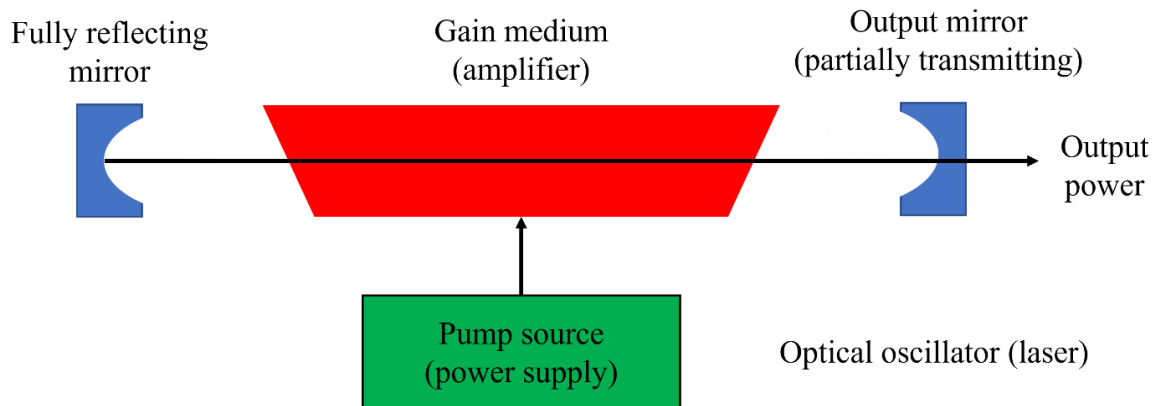 Fully reflecting
mirror
Gain medium
(amplifier)
Output mirror
(partially transmitting)
Output
power
Pump source
(power supply)
Optical oscillator (laser)